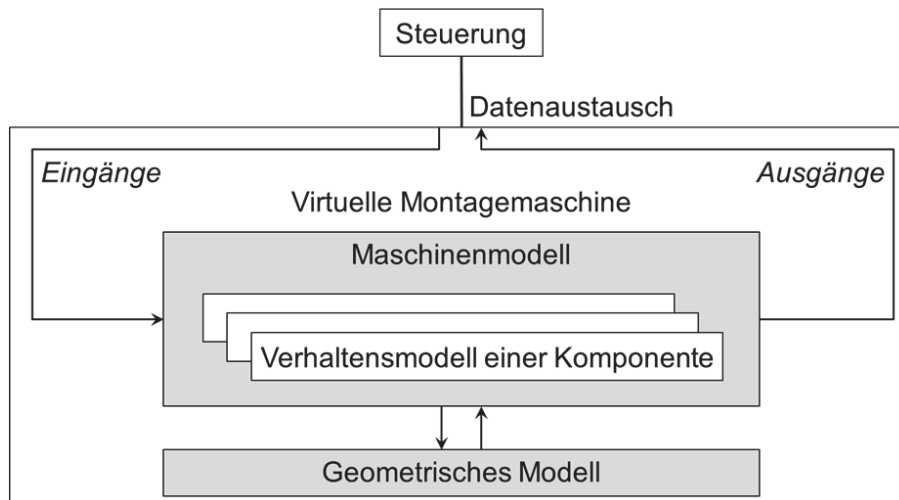 Steuerung
Datenaustausch
Eingänge
Ausgänge
Virtuelle Montagemaschine
Maschinenmodell
Verhaltensmodell einer Komponente
Geometrisches Modell